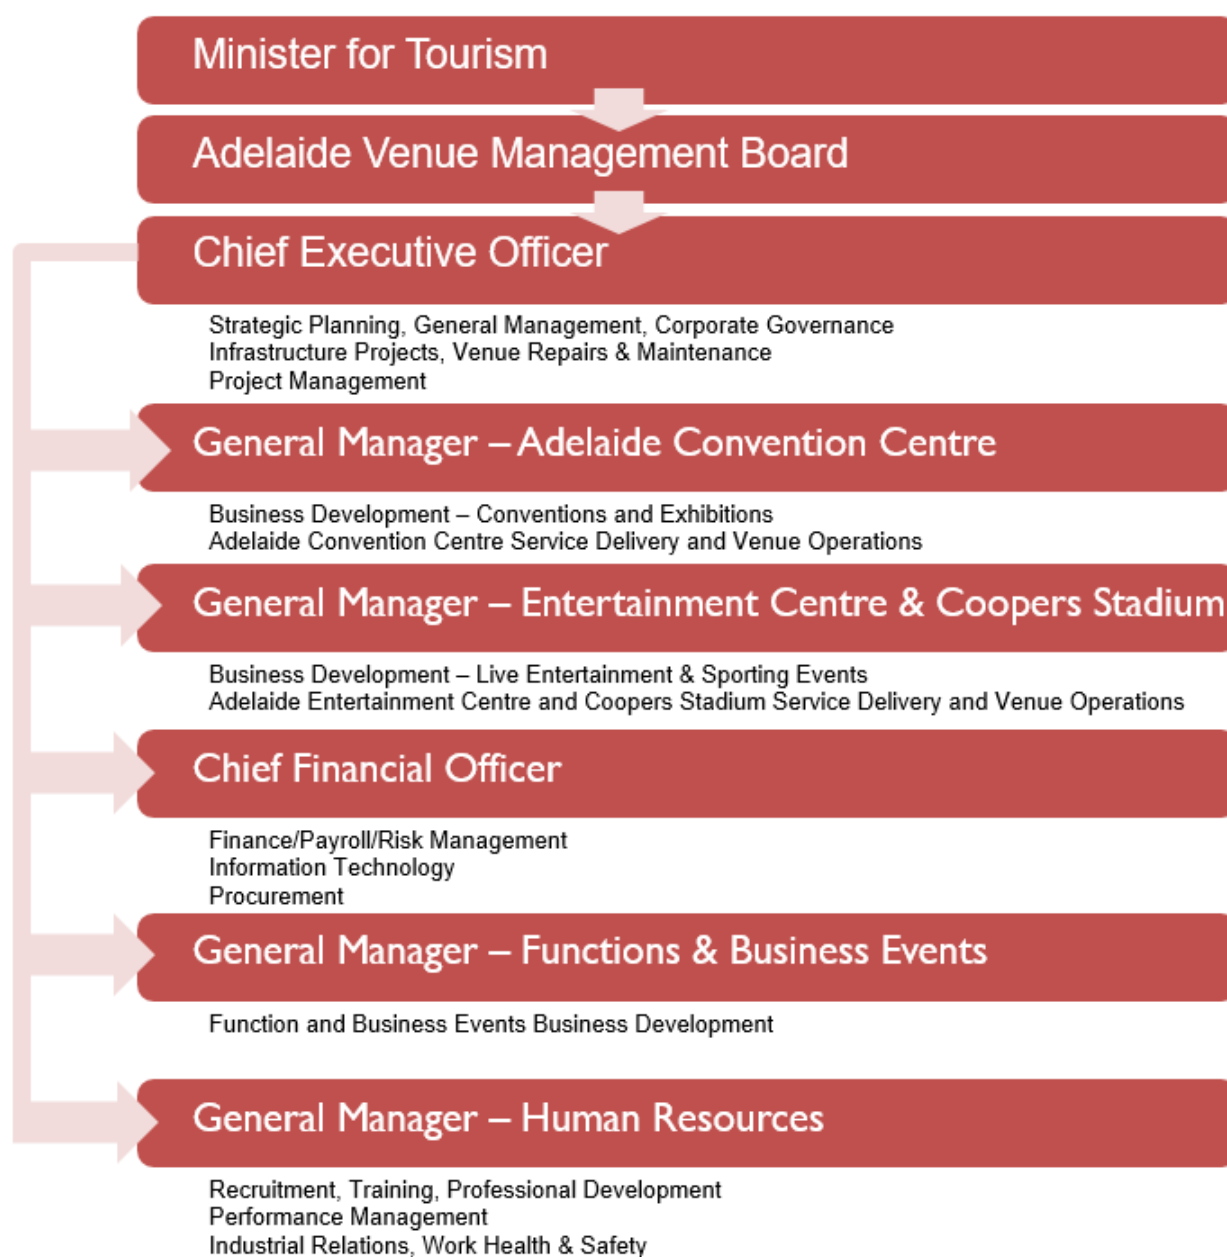 Minister for Tourism
Adelaide Venue Management Board
Chief Executive Officer
Strategic Planning, General Management, Corporate Governance
Infrastructure Projects, Venue Repairs & Maintenance
Project Management
General Manager – Adelaide Convention Centre
Business Development – Conventions and Exhibitions
Adelaide Convention Centre Service Delivery and Venue Operations
General Manager – Entertainment Centre & Coopers Stadium
Business Development – Live Entertainment & Sporting Events
Adelaide Entertainment Centre and Coopers Stadium Service Delivery and Venue Operations
Chief Financial Officer
Finance/Payroll/Risk Management
Information Technology
Procurement
General Manager – Functions & Business Events
Function and Business Events Business Development
General Manager – Human Resources
Recruitment, Training, Professional Development
Performance Management
Industrial Relations, Work Health & Safety